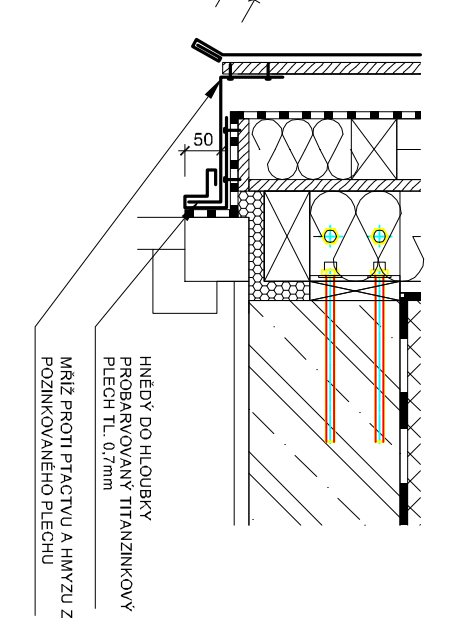 50
HNĚDÝ DO HLOUBKY
PROBARVOVANÝ TITANZINKOVÝ
PLECH TL. 0,7mm
MŘÍŽ PROTI PTACTVU A HMYZU Z
POZINKOVANÉHO PLECHU